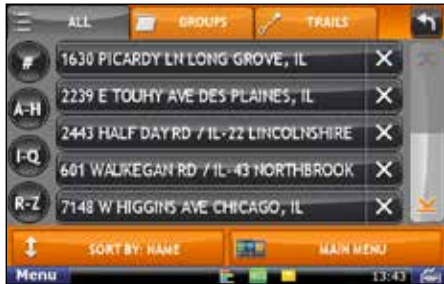 ALL GROUPS TRAILS
# 1630 PICARDY LN LONG GROVE, IL X
A-H 2239 E TOUHY AVE DES PLAINES, IL X
2443 HALF DAY RD / IL-22 LINCOLNSHIRE X
I-Q 601 WAUKEGAN RD / IL-43 NORTHBROOK X
R-Z 7148 W HIGGINS AVE CHICAGO, IL X
SORT BY: NAME MAIN MENU
Menu 13:43